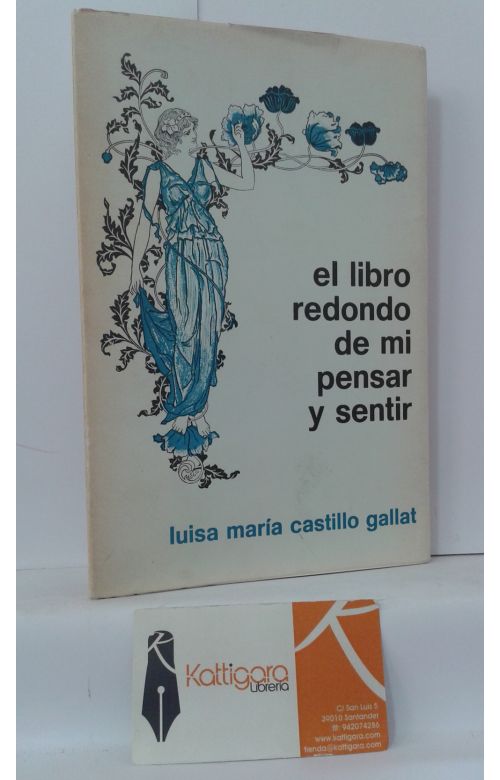 el libro
redondo
de mi
pensar
y sentir
luisa maría castillo gallat
Kattigara
Librería
C/ San Luis 5
39010 Santander
tlf: 942074286
www.kattigara.com
tienda@kattigara.com